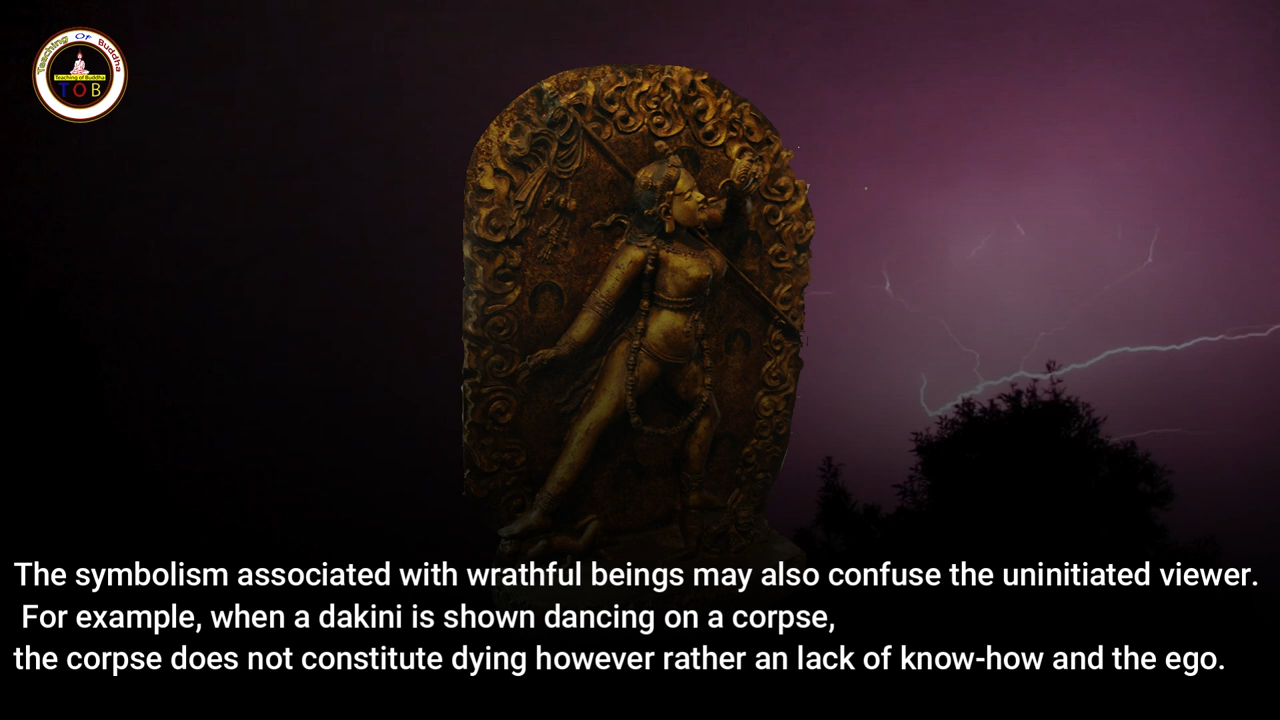 Teaching Of Buddha
Teaching of Buddha
T O B
The symbolism associated with wrathful beings may also confuse the uninitiated viewer.
For example, when a dakini is shown dancing on a corpse,
the corpse does not constitute dying however rather an lack of know-how and the ego.